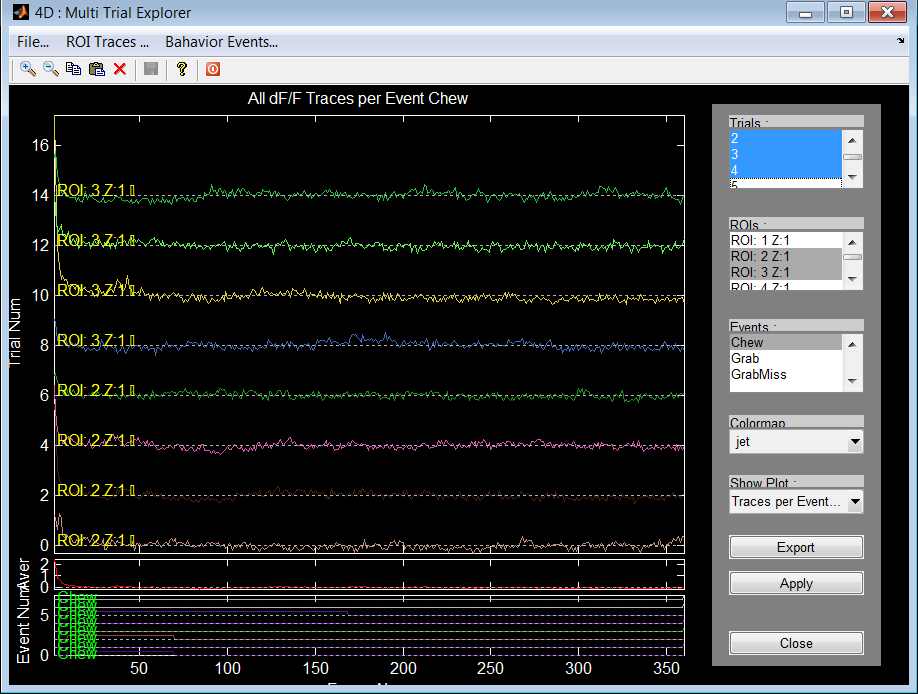 4D : Multi Trial Explorer
File... ROI Traces ... Bahavior Events...
All dF/F Traces per Event Chew
Trial Num
16
14
12
10
8
6
4
2
0
ROI: 3 Z:1
ROI: 3 Z:1
ROI: 3 Z:1
ROI: 3 Z:1
ROI: 2 Z:1
ROI: 2 Z:1
ROI: 2 Z:1
ROI: 2 Z:1
Aver
2
1
0
Event Num
5
0
Chew
Chew
Chew
Chew
Chew
Chew
Chew
Chew
50 100 150 200 250 300 350
Trials :
2
3
4
5
ROIs :
ROI: 1 Z:1
ROI: 2 Z:1
ROI: 3 Z:1
ROI: 4 Z:1
Events :
Chew
Grab
GrabMiss
Colormap
jet
Show Plot :
Traces per Event...
Export
Apply
Close